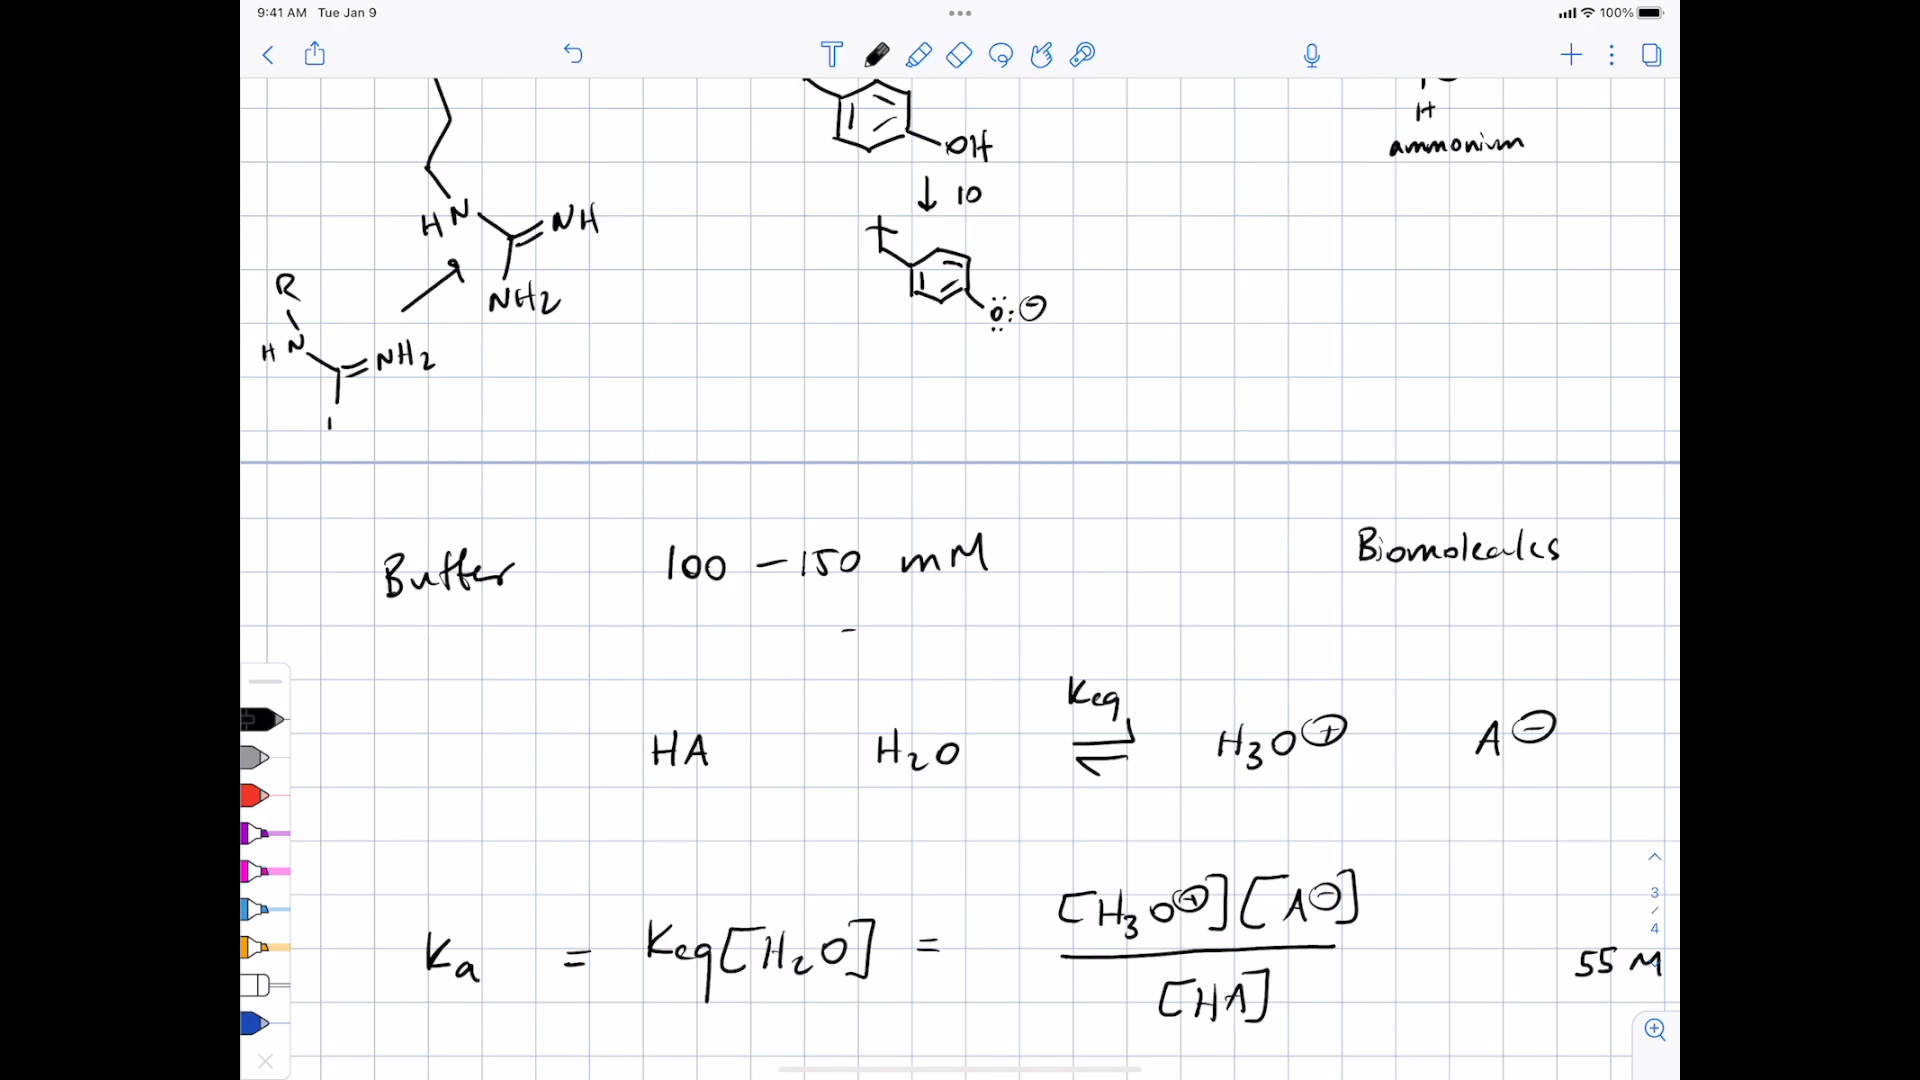 9:41 AM Tue Jan 9
100%
H
ammonium
OH
↓ 10
HN NH
NH2
:O: ⊖
R
HN NH2
Buffer 100 – 150 mM Biomolecules
Keq
HA H2O ⇌ H3O⊕ A⊖
Ka = Keq[H2O] = [H3O⊕][A⊖]
[HA]
55 M
3
/
4